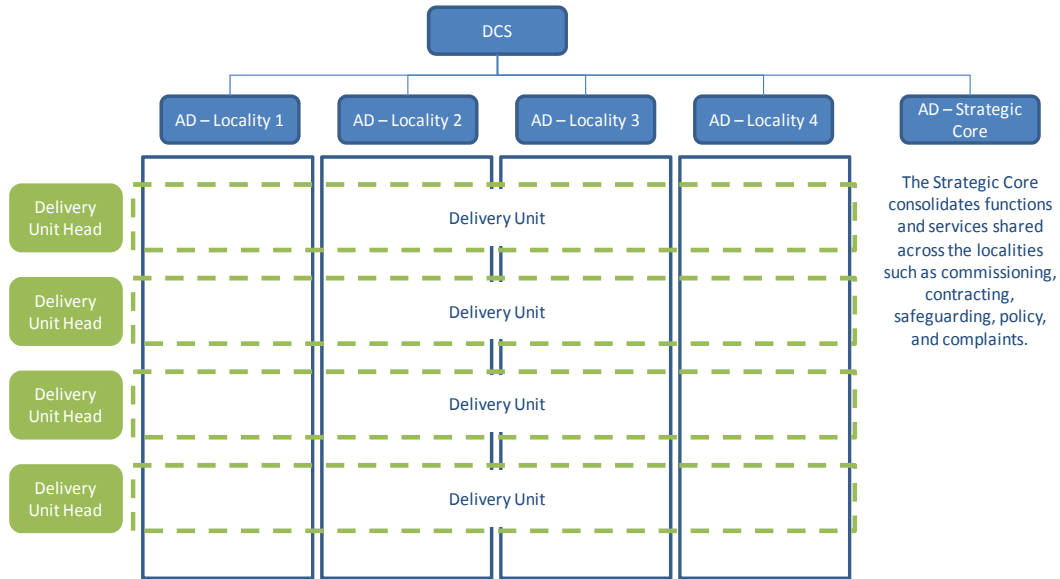 DCS
AD – Locality 1
AD – Locality 2
AD – Locality 3
AD – Locality 4
AD – Strategic
Core
The Strategic Core
consolidates functions
and services shared
across the localities
such as commissioning,
contracting,
safeguarding, policy,
and complaints.
Delivery
Unit Head
Delivery Unit
Delivery
Unit Head
Delivery Unit
Delivery
Unit Head
Delivery Unit
Delivery
Unit Head
Delivery Unit